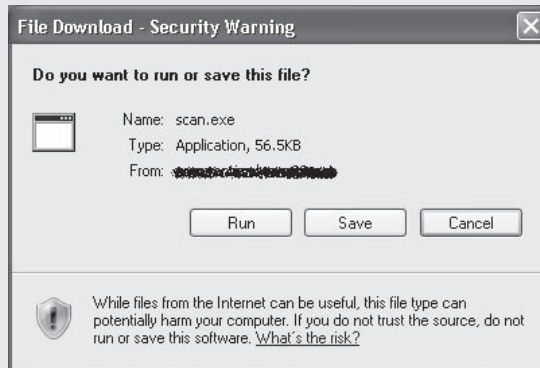 File Download - Security Warning
Do you want to run or save this file?
Name: scan.exe
Type: Application, 56.5KB
From:
Run
Save
Cancel
While files from the Internet can be useful, this file type can
potentially harm your computer. If you do not trust the source, do not
run or save this software. What's the risk?